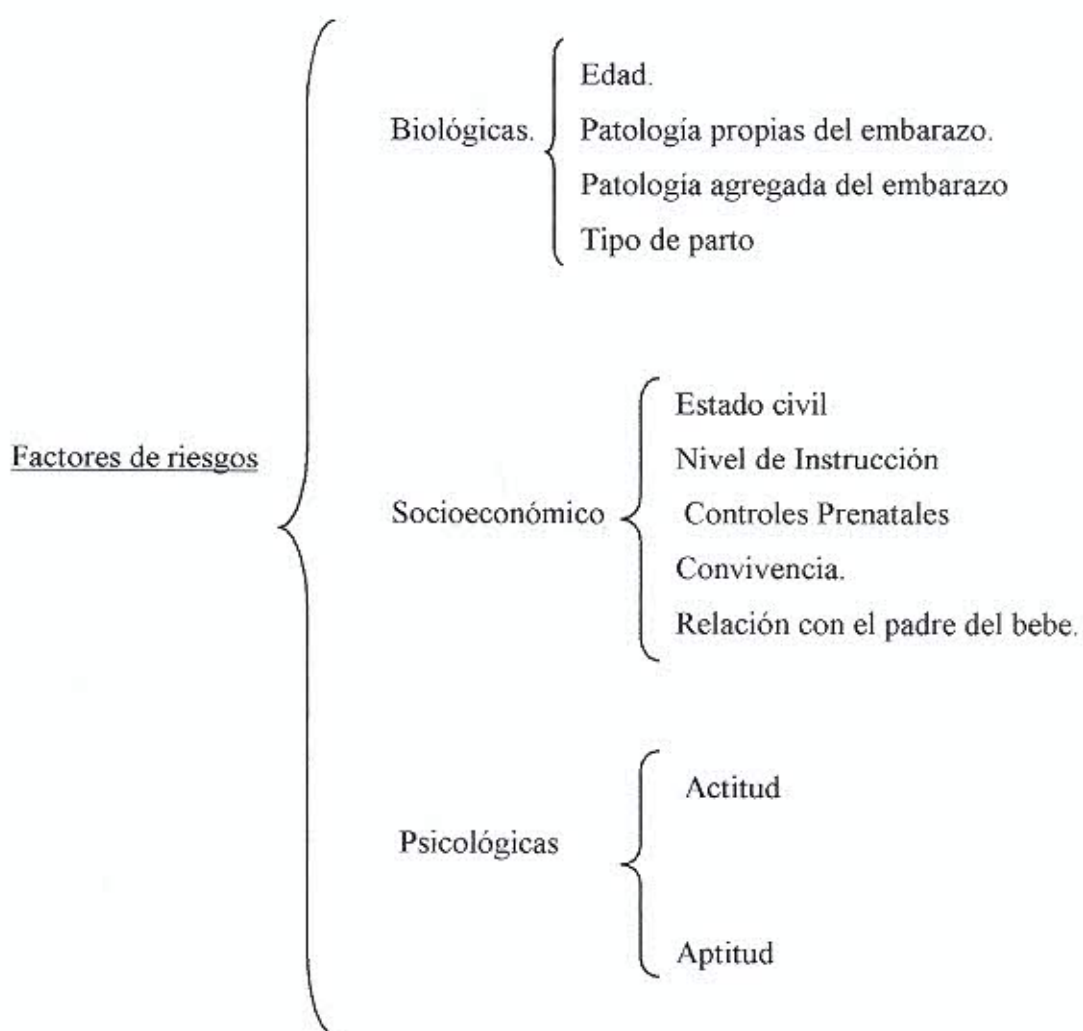 Factores de riesgos
Biológicas.
Edad.
Patología propias del embarazo.
Patología agregada del embarazo
Tipo de parto
Socioeconómico
Estado civil
Nivel de Instrucción
Controles Prenatales
Convivencia.
Relación con el padre del bebe.
Psicológicas
Actitud
Aptitud